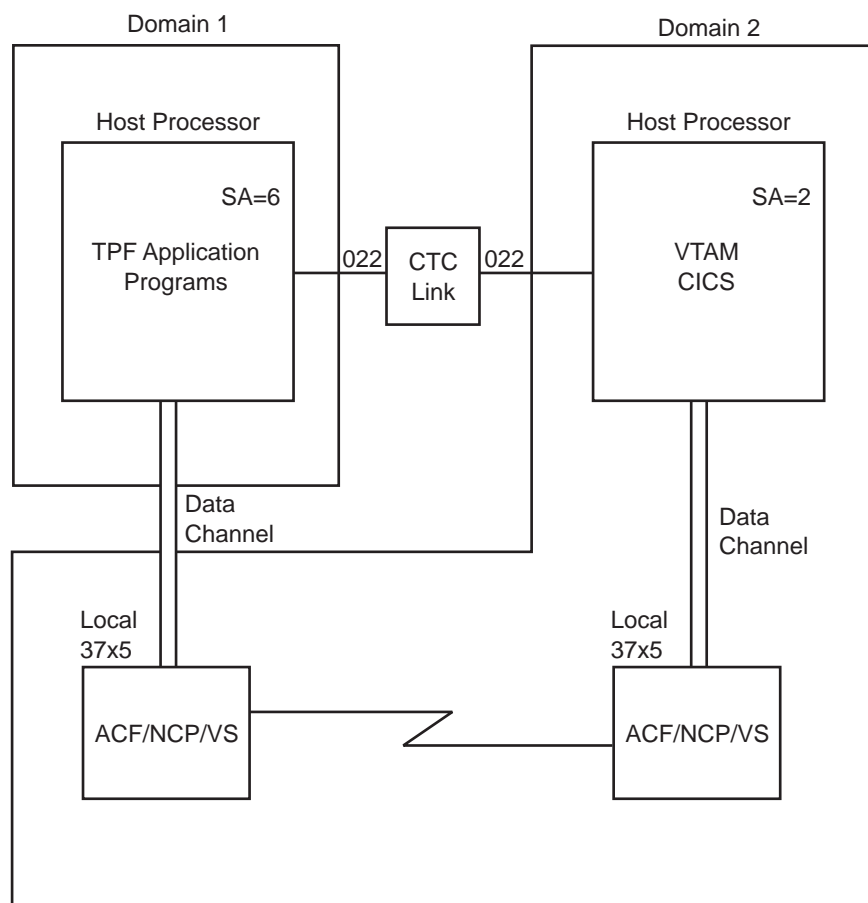 Domain 1
Domain 2
Host Processor
Host Processor
SA=6
SA=2
TPF Application
Programs
022
CTC
Link
022
VTAM
CICS
Data
Channel
Data
Channel
Local
37x5
Local
37x5
ACF/NCP/VS
ACF/NCP/VS